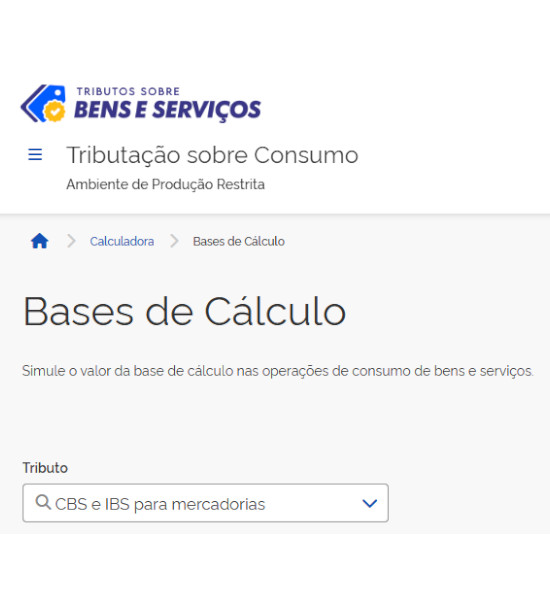 TRIBUTOS SOBRE
BENS E SERVIÇOS
Tributação sobre Consumo
Ambiente de Produção Restrita
Calculadora
Bases de Cálculo
Bases de Cálculo
Simule o valor da base de cálculo nas operações de consumo de bens e serviços.
Tributo
CBS e IBS para mercadorias